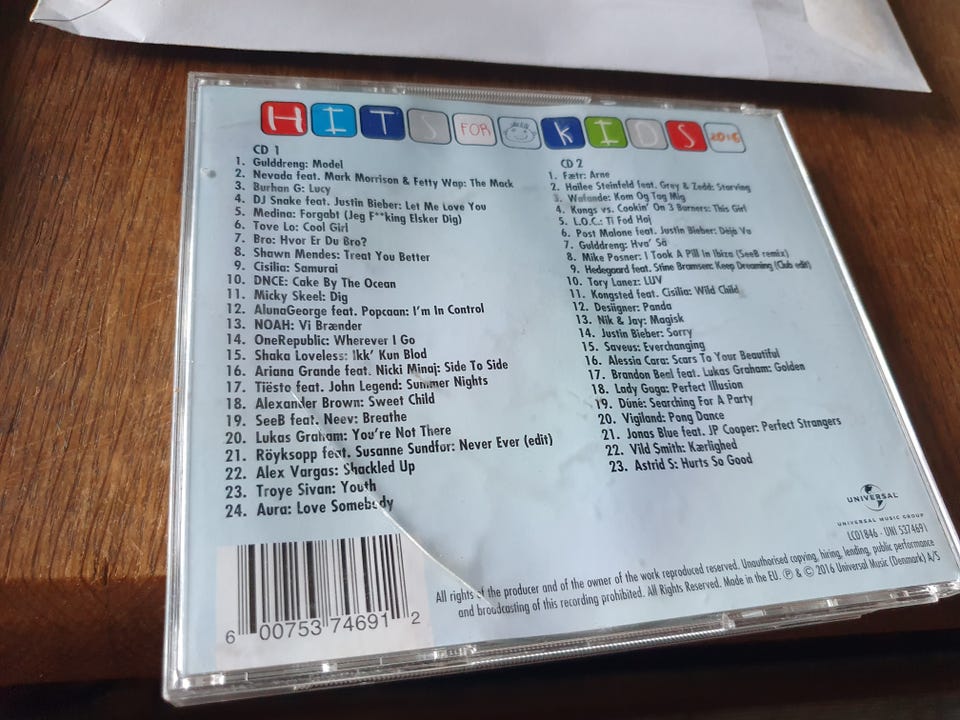 HITS FOR KIDS 2016
CD 1
1. Gulddreng: Model
2. Nevada feat. Mark Morrison & Fetty Wap: The Mack
3. Burhan G: Lucy
4. DJ Snake feat. Justin Bieber: Let Me Love You
5. Medina: Forgabt (Jeg F**king Elsker Dig)
6. Tove Lo: Cool Girl
7. Bro: Hvor Er Du Bro?
8. Shawn Mendes: Treat You Better
9. Cisilia: Samurai
10. DNCE: Cake By The Ocean
11. Micky Skeel: Dig
12. AlunaGeorge feat. Popcaan: I'm In Control
13. NOAH: Vi Brænder
14. OneRepublic: Wherever I Go
15. Shaka Loveless: Ikk' Kun Blod
16. Ariana Grande feat. Nicki Minaj: Side To Side
17. Tiësto feat. John Legend: Summer Nights
18. Alexander Brown: Sweet Child
19. SeeB feat. Neev: Breathe
20. Lukas Graham: You're Not There
21. Röyksopp feat. Susanne Sundfør: Never Ever (edit)
22. Alex Vargas: Shackled Up
23. Troye Sivan: Youth
24. Aura: Love Somebody
CD 2
1. Fætr: Arne
2. Hailee Steinfeld feat. Grey & Zedd: Starving
3. Wafande: Kom Og Tag Mig
4. Kungs vs. Cookin' On 3 Burners: This Girl
5. L.O.C.: Ti Fod Høj
6. Post Malone feat. Justin Bieber: Déjà Vu
7. Gulddreng: Hva' Så
8. Mike Posner: I Took A Pill In Ibiza (SeeB remix)
9. Hedegaard feat. Stine Bramsen: Keep Dreaming (Club edit)
10. Tory Lanez: LUV
11. Kongsted feat. Cisilia: Wild Child
12. Desiigner: Panda
13. Nik & Jay: Magisk
14. Justin Bieber: Sorry
15. Saveus: Everchanging
16. Alessia Cara: Scars To Your Beautiful
17. Brandon Beal feat. Lukas Graham: Golden
18. Lady Gaga: Perfect Illusion
19. Dúné: Searching For A Party
20. Vigiland: Pong Dance
21. Jonas Blue feat. JP Cooper: Perfect Strangers
22. Vild Smith: Kærlighed
23. Astrid S: Hurts So Good
UNIVERSAL
UNIVERSAL MUSIC GROUP
LC01846 - UNI 5374691
All rights of the producer and of the owner of the work reproduced reserved. Unauthorised copying, hiring, lending, public performance
and broadcasting of this recording prohibited. All Rights Reserved. Made in the EU. ℗ & © 2016 Universal Music (Denmark) A/S
6 00753 74691 2